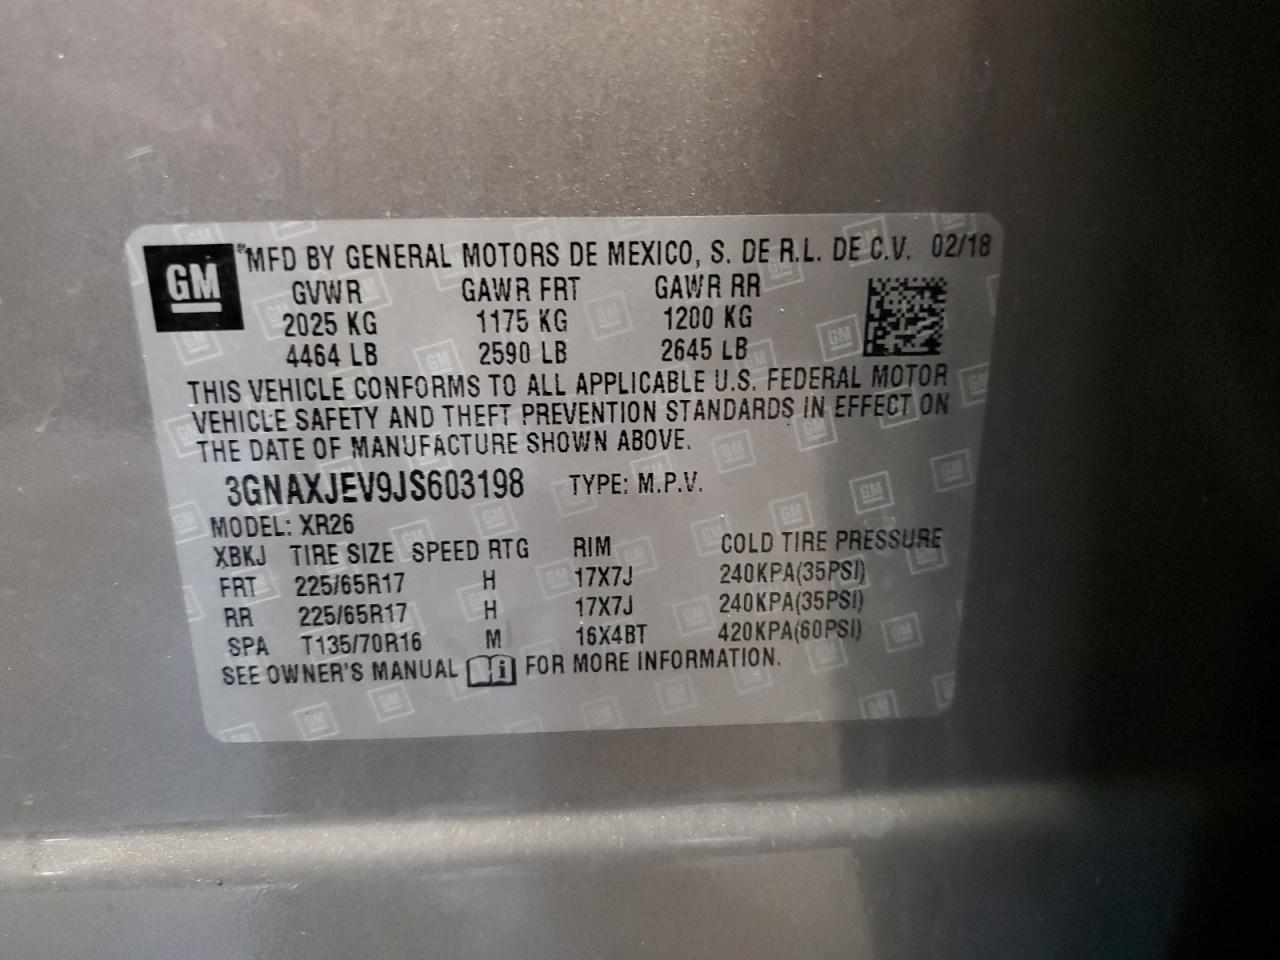 GM MFD BY GENERAL MOTORS DE MEXICO, S. DE R.L. DE C.V. 02/18
GVWR GAWR FRT GAWR RR
2025 KG 1175 KG 1200 KG
4464 LB 2590 LB 2645 LB
THIS VEHICLE CONFORMS TO ALL APPLICABLE U.S. FEDERAL MOTOR
VEHICLE SAFETY AND THEFT PREVENTION STANDARDS IN EFFECT ON
THE DATE OF MANUFACTURE SHOWN ABOVE.
3GNAXJEV9JS603198 TYPE: M.P.V.
MODEL: XR26
XBKJ TIRE SIZE SPEED RTG RIM COLD TIRE PRESSURE
FRT 225/65R17 H 17X7J 240KPA(35PSI)
RR 225/65R17 H 17X7J 240KPA(35PSI)
SPA T135/70R16 M 16X4BT 420KPA(60PSI)
SEE OWNER'S MANUAL i FOR MORE INFORMATION.